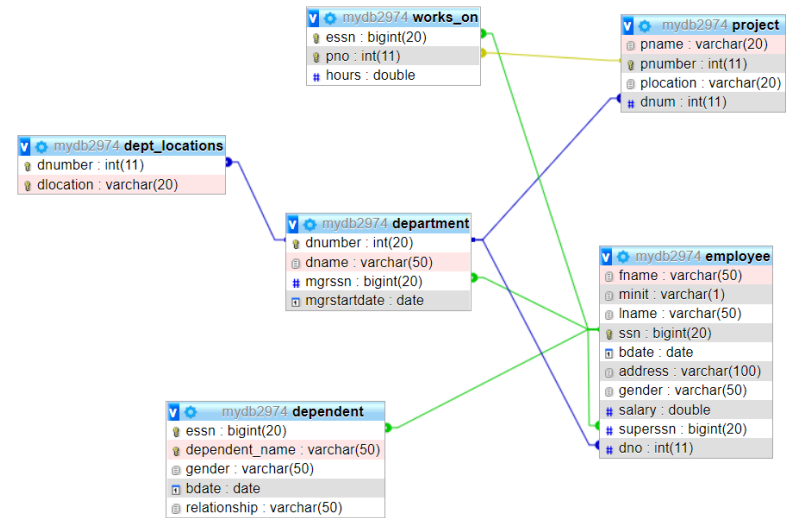 mydb2974 works_on
essn : bigint(20)
pno : int(11)
# hours : double
mydb2974 project
pname : varchar(20)
pnumber : int(11)
plocation : varchar(20)
# dnum : int(11)
mydb2974 dept_locations
dnumber : int(11)
dlocation : varchar(20)
mydb2974 department
dnumber : int(20)
dname : varchar(50)
# mgrssn : bigint(20)
mgrstartdate : date
mydb2974 employee
fname : varchar(50)
minit : varchar(1)
lname : varchar(50)
ssn : bigint(20)
bdate : date
address : varchar(100)
gender : varchar(50)
# salary : double
# superssn : bigint(20)
# dno : int(11)
mydb2974 dependent
essn : bigint(20)
dependent_name : varchar(50)
gender : varchar(50)
bdate : date
relationship : varchar(50)